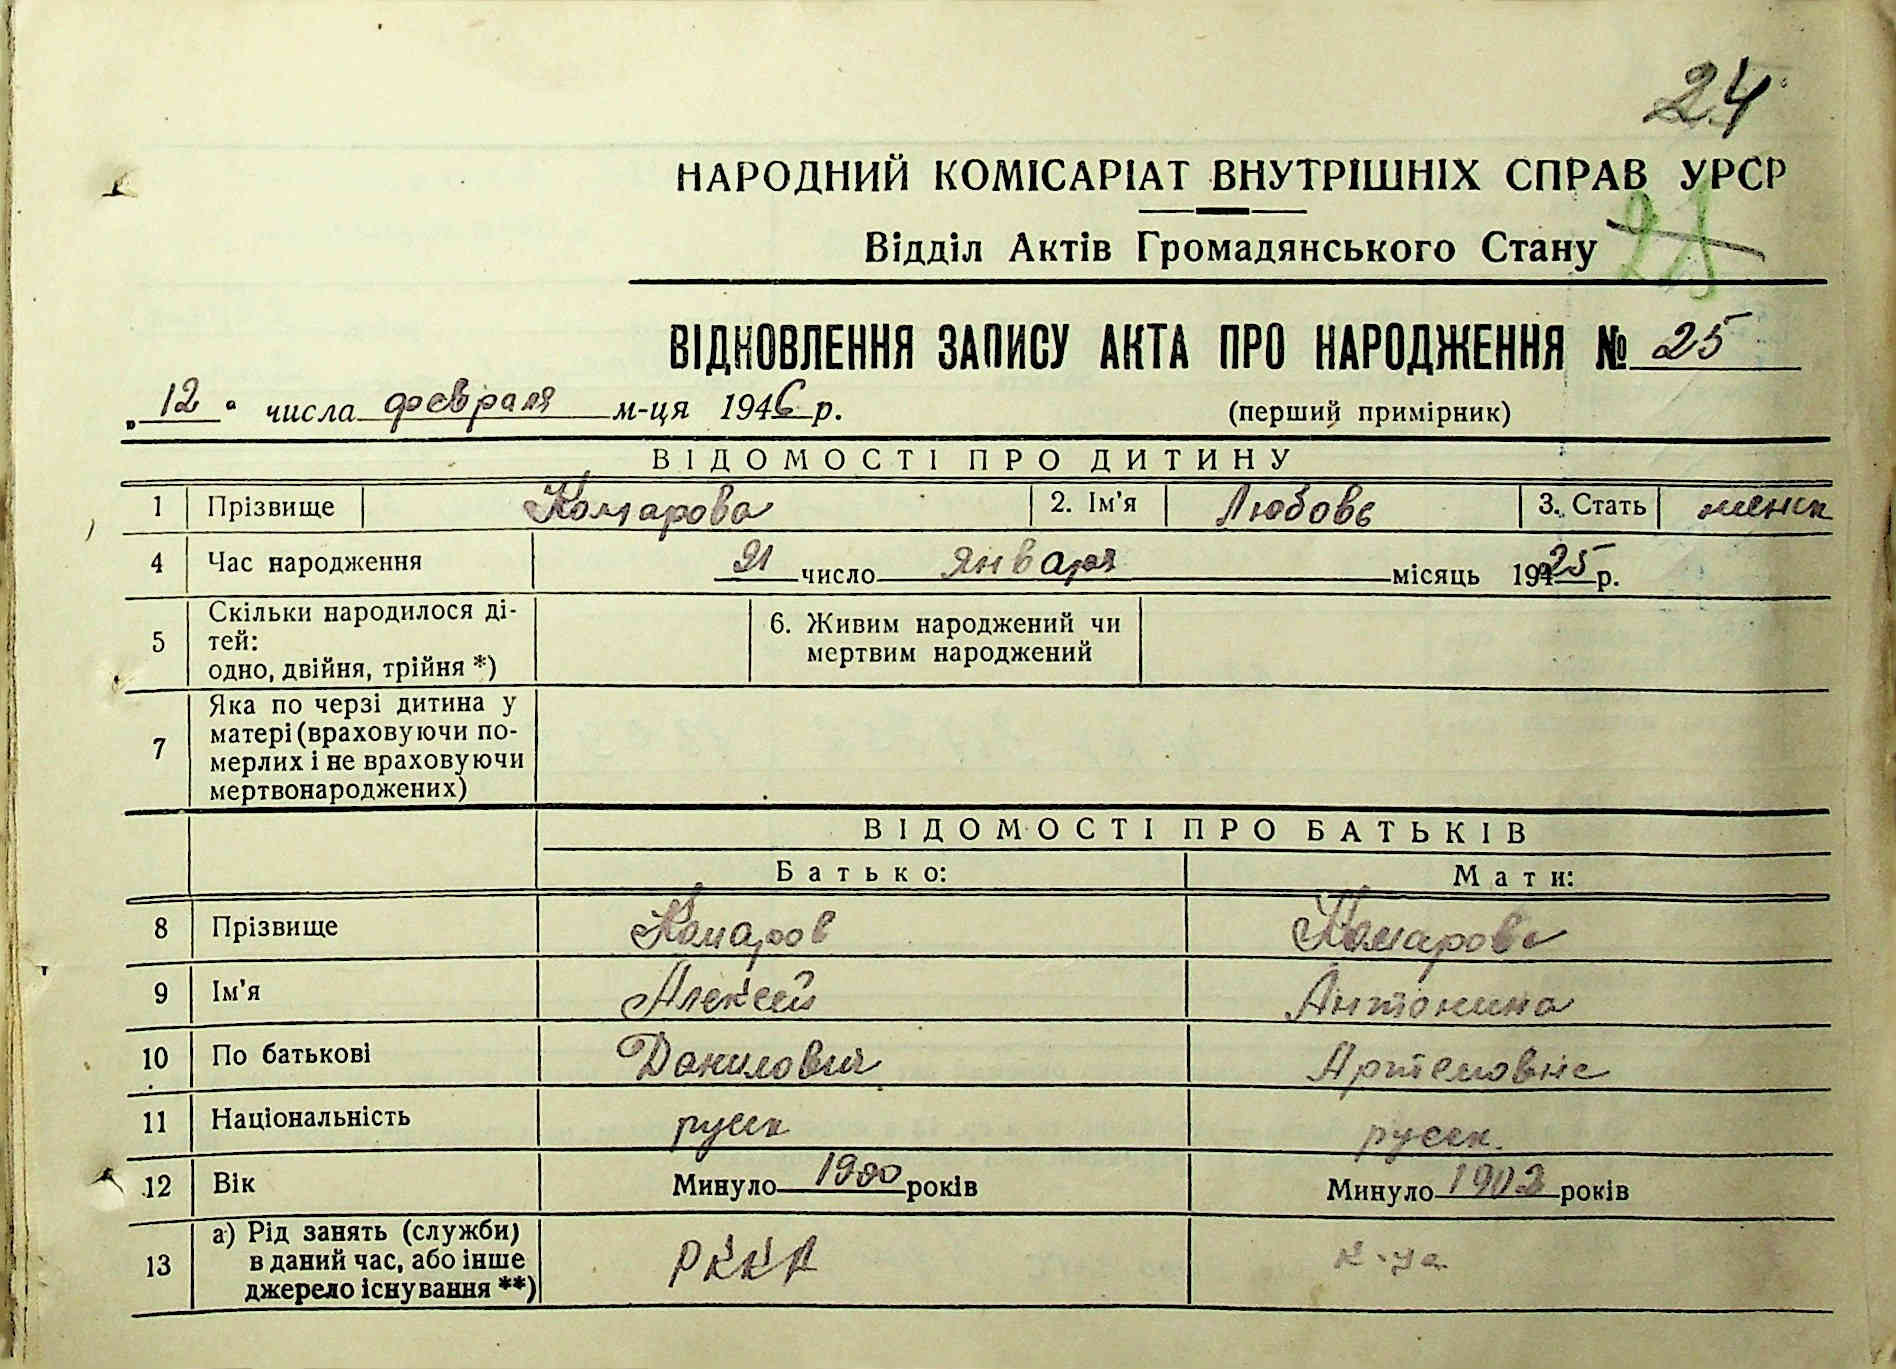 24
НАРОДНИЙ КОМІСАРІАТ ВНУТРІШНІХ СПРАВ УРСР
Відділ Актів Громадянського Стану
ВІДНОВЛЕННЯ ЗАПИСУ АКТА ПРО НАРОДЖЕННЯ № 25
„ 12 " числа февраля м-ця 1946 р. (перший примірник)
ВІДОМОСТІ ПРО ДИТИНУ
1 Прізвище Комарова 2. Ім'я Любовь 3. Стать женск
4 Час народження 21 число января місяць 1925 р.
5 Скільки народилося ді-
тей:
одно, двійня, трійня *)
6. Живим народжений чи
мертвим народжений
7 Яка по черзі дитина у
матері (враховуючи по-
мерлих і не враховуючи
мертвонароджених)
ВІДОМОСТІ ПРО БАТЬКІВ
Батько: Мати:
8 Прізвище Комаров Комарова
9 Ім'я Алексей Антонина
10 По батькові Данилович Артемовна
11 Національність русск русск.
12 Вік Минуло 1900 років Минуло 1902 років
13 а) Рід занять (служби)
в даний час, або інше
джерело існування **)
РККА к-ца